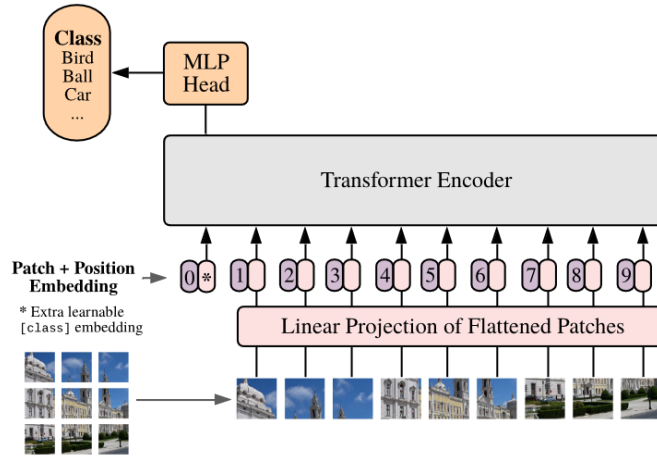 Class
Bird
Ball
Car
...
MLP
Head
Transformer Encoder
Patch + Position
Embedding
0 * 1 2 3 4 5 6 7 8 9
* Extra learnable
[class] embedding
Linear Projection of Flattened Patches